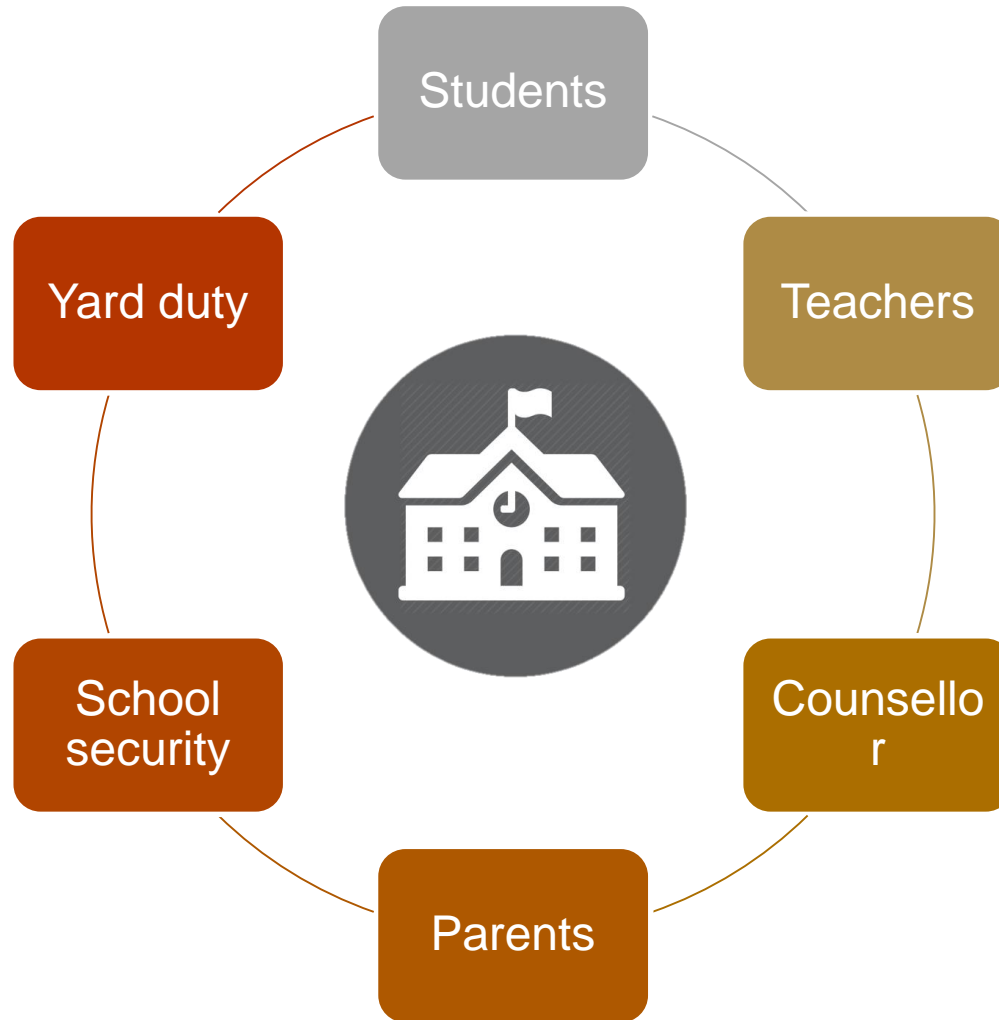 Students
Teachers
Counsello
r
Parents
School
security
Yard duty